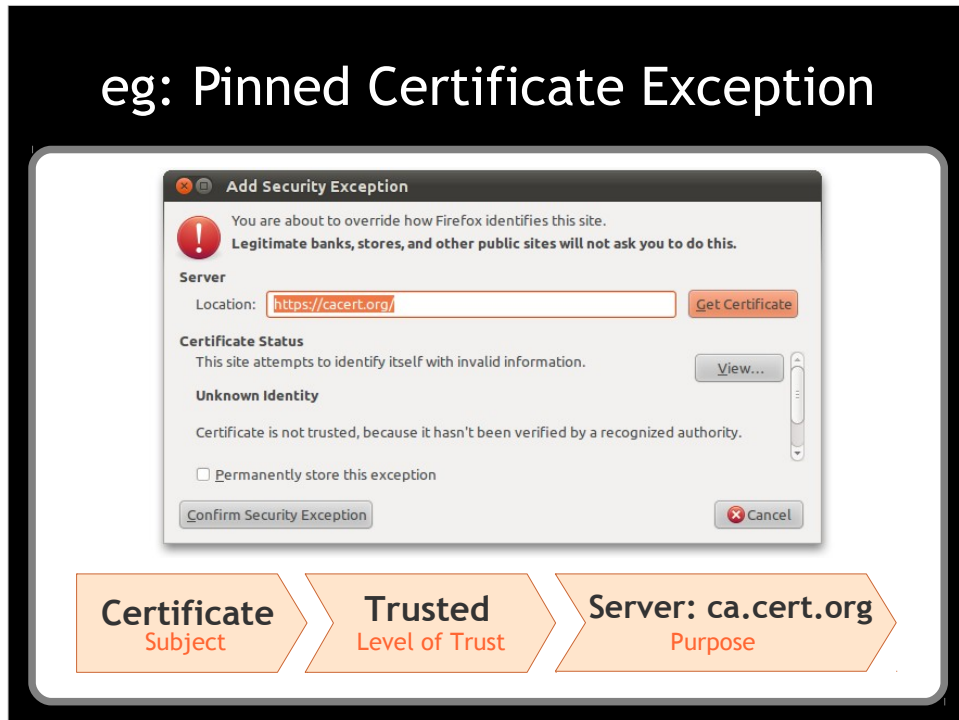 eg: Pinned Certificate Exception
Add Security Exception
You are about to override how Firefox identifies this site.
Legitimate banks, stores, and other public sites will not ask you to do this.
Server
Location: https://cacert.org/ Get Certificate
Certificate Status
This site attempts to identify itself with invalid information.
View...
Unknown Identity
Certificate is not trusted, because it hasn't been verified by a recognized authority.
Permanently store this exception
Confirm Security Exception Cancel
Certificate
Subject
Trusted
Level of Trust
Server: ca.cert.org
Purpose